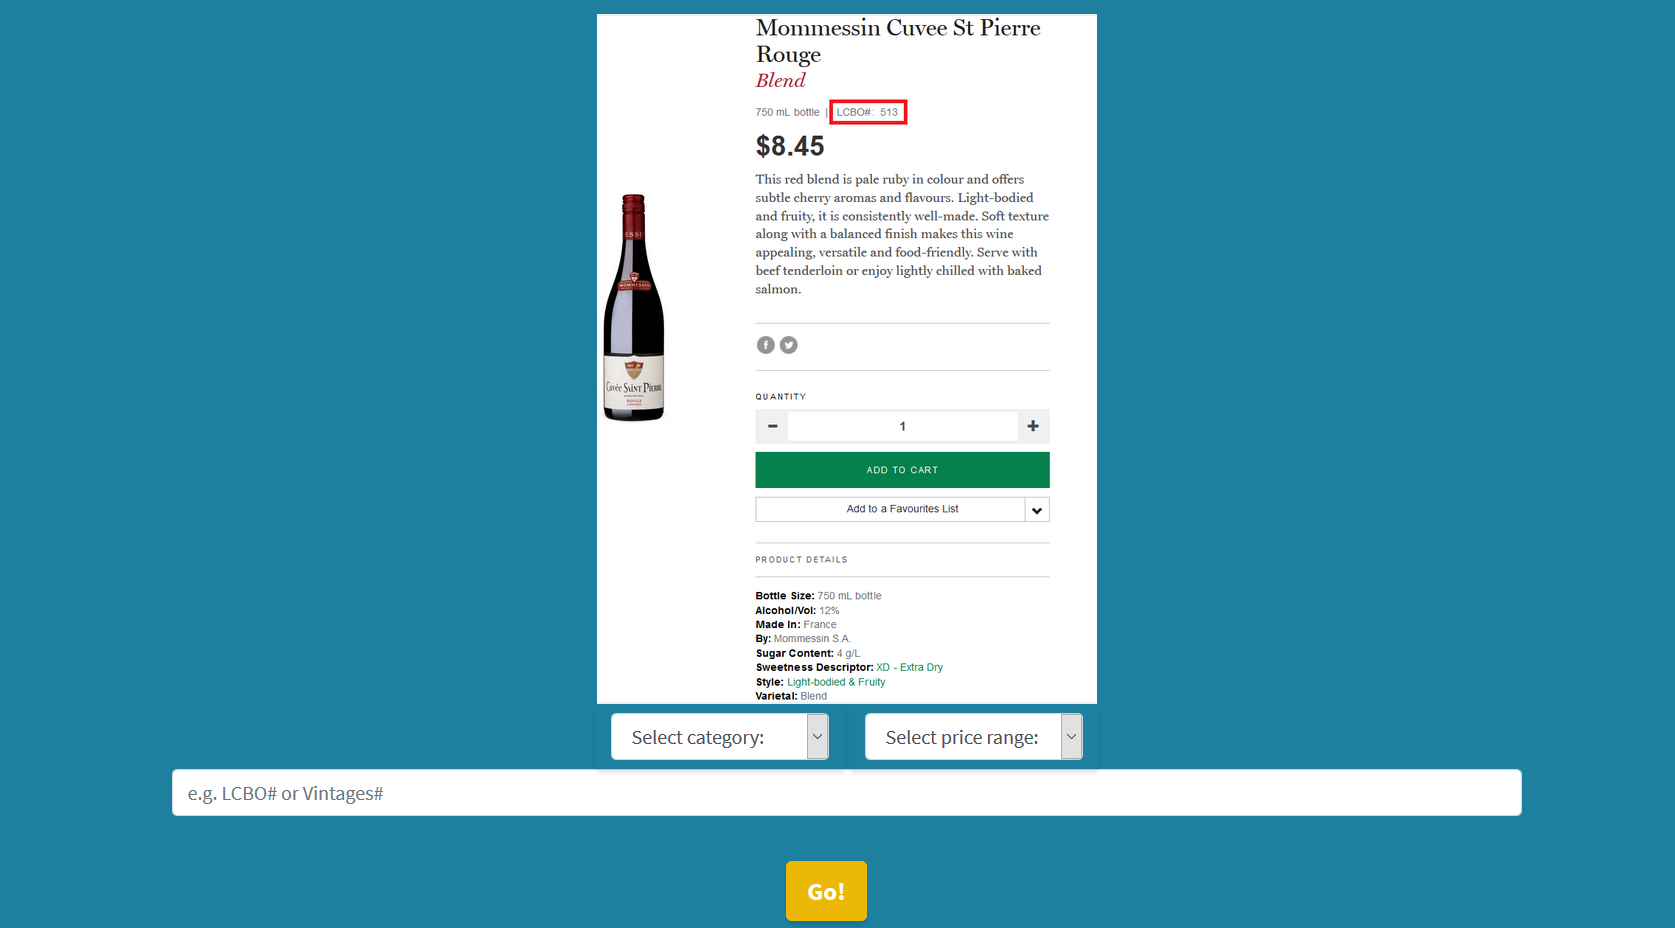 Mommessin Cuvee St Pierre
Rouge
Blend
750 mL bottle | LCBO#: 513
$8.45
This red blend is pale ruby in colour and offers
subtle cherry aromas and flavours. Light-bodied
and fruity, it is consistently well-made. Soft texture
along with a balanced finish makes this wine
appealing, versatile and food-friendly. Serve with
beef tenderloin or enjoy lightly chilled with baked
salmon.
MOMMESSIN
Cuvée Saint Pierre
ROUGE
QUANTITY
1
ADD TO CART
Add to a Favourites List
PRODUCT DETAILS
Bottle Size: 750 mL bottle
Alcohol/Vol: 12%
Made In: France
By: Mommessin S.A.
Sugar Content: 4 g/L
Sweetness Descriptor: XD - Extra Dry
Style: Light-bodied & Fruity
Varietal: Blend
Select category:
Select price range:
e.g. LCBO# or Vintages#
Go!